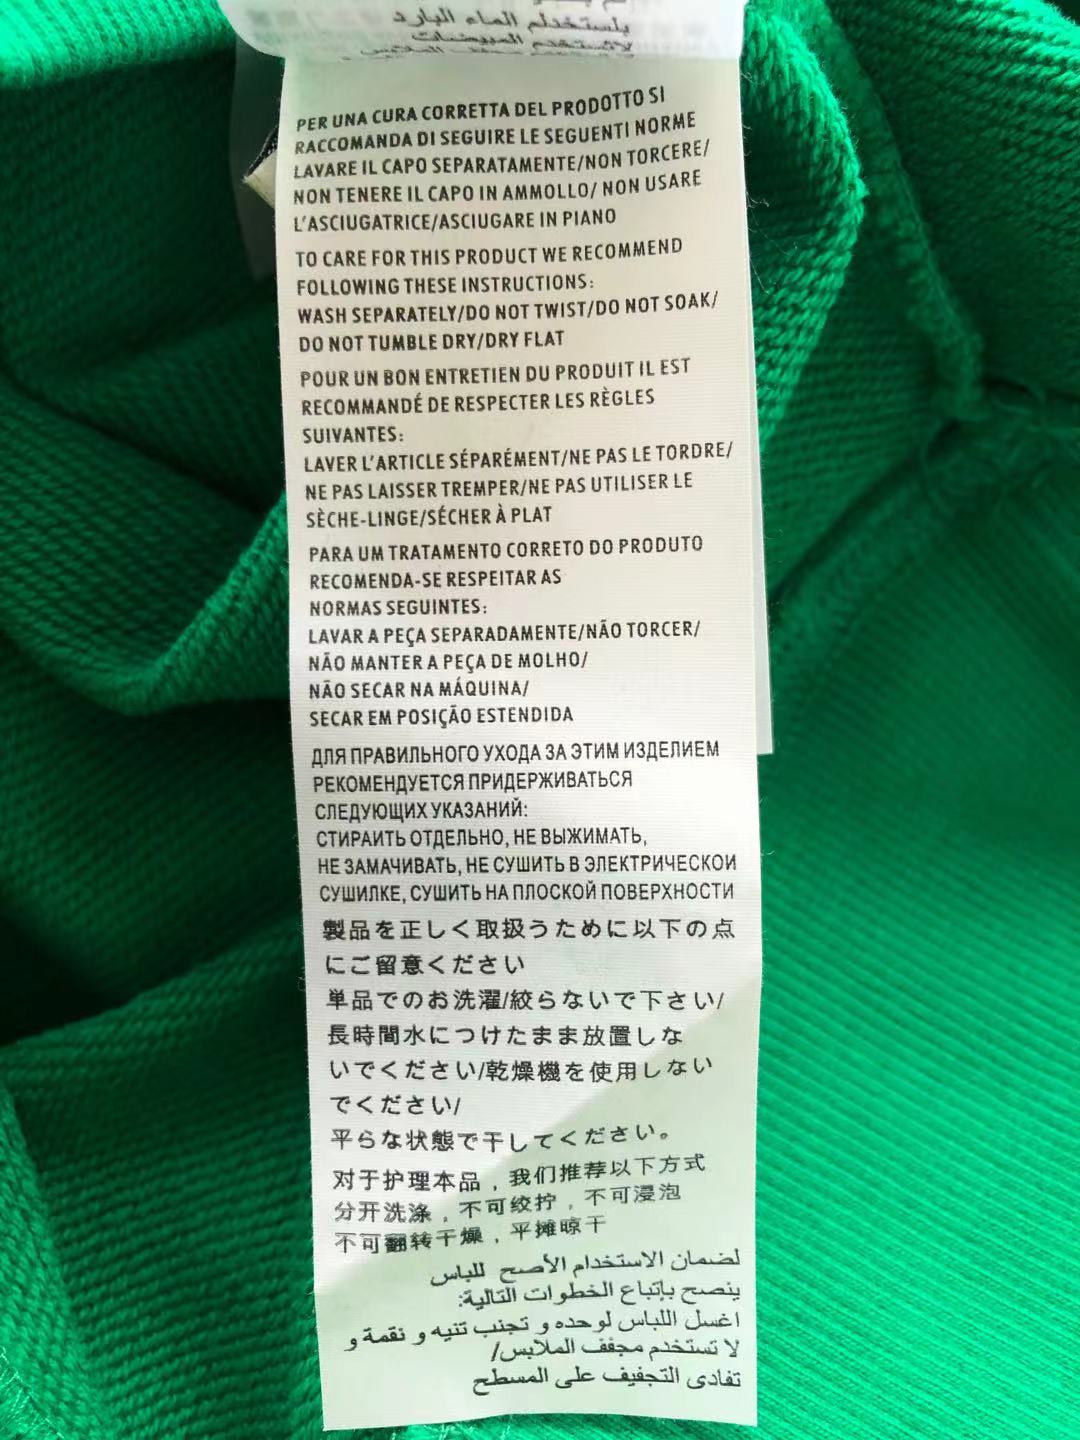 يستخدم الماء البارد
PER UNA CURA CORRETTA DEL PRODOTTO SI
RACCOMANDA DI SEGUIRE LE SEGUENTI NORME
LAVARE IL CAPO SEPARATAMENTE/NON TORCERE/
NON TENERE IL CAPO IN AMMOLLO/ NON USARE
L'ASCIUGATRICE/ASCIUGARE IN PIANO
TO CARE FOR THIS PRODUCT WE RECOMMEND
FOLLOWING THESE INSTRUCTIONS:
WASH SEPARATELY/DO NOT TWIST/DO NOT SOAK/
DO NOT TUMBLE DRY/DRY FLAT
POUR UN BON ENTRETIEN DU PRODUIT IL EST
RECOMMANDÉ DE RESPECTER LES RÈGLES
SUIVANTES:
LAVER L'ARTICLE SÉPARÉMENT/NE PAS LE TORDRE/
NE PAS LAISSER TREMPER/NE PAS UTILISER LE
SÈCHE-LINGE/SÉCHER À PLAT
PARA UM TRATAMENTO CORRETO DO PRODUTO
RECOMENDA-SE RESPEITAR AS
NORMAS SEGUINTES:
LAVAR A PEÇA SEPARADAMENTE/NÃO TORCER/
NÃO MANTER A PEÇA DE MOLHO/
NÃO SECAR NA MÁQUINA/
SECAR EM POSIÇÃO ESTENDIDA
ДЛЯ ПРАВИЛЬНОГО УХОДА ЗА ЭТИМ ИЗДЕЛИЕМ
РЕКОМЕНДУЕТСЯ ПРИДЕРЖИВАТЬСЯ
СЛЕДУЮЩИХ УКАЗАНИЙ:
СТИРАИТЬ ОТДЕЛЬНО, НЕ ВЫЖИМАТЬ,
НЕ ЗАМАЧИВАТЬ, НЕ СУШИТЬ В ЭЛЕКТРИЧЕСКОИ
СУШИЛКЕ, СУШИТЬ НА ПЛОСКОЙ ПОВЕРХНОСТИ
製品を正しく取扱うために以下の点
にご留意ください
単品でのお洗濯/絞らないで下さい/
長時間水につけたまま放置しな
いでください/乾燥機を使用しない
でください/
平らな状態で干してください。
对于护理本品，我们推荐以下方式
分开洗涤，不可绞拧，不可浸泡
不可翻转干燥，平摊晾干
لضمان الاستخدام الأصح للباس
ينصح بإتباع الخطوات التالية:
اغسل اللباس لوحده و تجنب تنيه و نقمة و
لا تستخدم مجفف الملابس/
تفادى التجفيف على المسطح